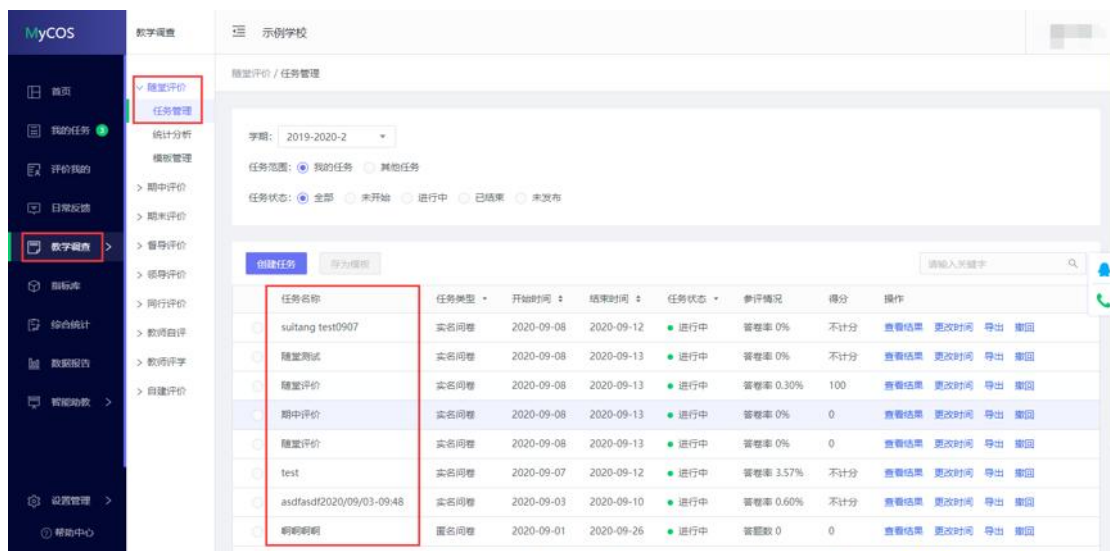 MyCOS
教学调查
示例学校
随堂评价 / 任务管理
首页
我的任务 3
评价我的
日常反馈
教学调查 >
指标库
综合统计
数据报告
智能助教 >
设置管理 >
帮助中心
随堂评价
任务管理
统计分析
模板管理
> 期中评价
> 期末评价
> 督导评价
> 领导评价
> 同行评价
> 教师自评
> 教师评学
> 自建评价
学期: 2019-2020-2
任务范围: 我的任务 其他任务
任务状态: 全部 未开始 进行中 已结束 未发布
创建任务 存为模板 请输入关键字
任务名称 任务类型 开始时间 结束时间 任务状态 参评情况 得分 操作
suitang test0907 实名问卷 2020-09-08 2020-09-12 进行中 答卷率 0% 不计分 查看结果 更改时间 导出 撤回
随堂测试 实名问卷 2020-09-08 2020-09-13 进行中 答卷率 0% 不计分 查看结果 更改时间 导出 撤回
随堂评价 实名问卷 2020-09-08 2020-09-13 进行中 答卷率 0.30% 100 查看结果 更改时间 导出 撤回
期中评价 实名问卷 2020-09-08 2020-09-13 进行中 答卷率 0% 0 查看结果 更改时间 导出 撤回
随堂评价 实名问卷 2020-09-08 2020-09-13 进行中 答卷率 0% 0 查看结果 更改时间 导出 撤回
test 实名问卷 2020-09-07 2020-09-12 进行中 答卷率 3.57% 不计分 查看结果 更改时间 导出 撤回
asdfasdf2020/09/03-09:48 实名问卷 2020-09-03 2020-09-10 进行中 答卷率 0.60% 不计分 查看结果 更改时间 导出 撤回
啊啊啊啊 匿名问卷 2020-09-01 2020-09-26 进行中 答题数 0 0 查看结果 更改时间 导出 撤回